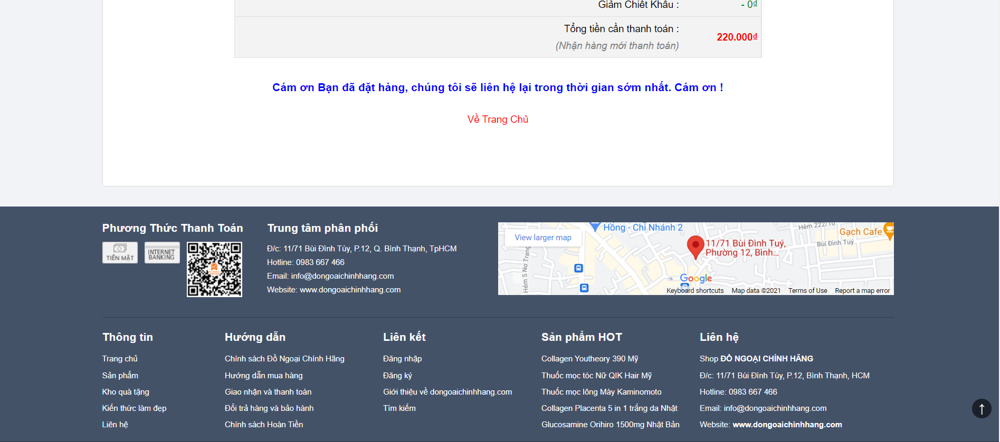 Giảm Chiết Khấu : - 0₫
Tổng tiền cần thanh toán : 220.000₫
(Nhận hàng mới thanh toán)
Cám ơn Bạn đã đặt hàng, chúng tôi sẽ liên hệ lại trong thời gian sớm nhất. Cám ơn !
Về Trang Chủ
Phương Thức Thanh Toán
TIỀN MẶT
INTERNET
BANKING
Trung tâm phân phối
Đ/c: 11/71 Bùi Đình Túy, P.12, Q. Bình Thạnh, TpHCM
Hotline: 0983 667 466
Email: info@dongoaichinhhang.com
Website: www.dongoaichinhhang.com
View larger map
Hồng - Chi Nhánh 2
Hẻm 222/10
Gạch Cafe
Bùi Đình Tuý
11/71 Bùi Đình Tuý,
Phường 12, Bình...
Hẻm 5 Nơ Trang
Google
Keyboard shortcuts
Map data ©2021
Terms of Use
Report a map error
Thông tin
Trang chủ
Sản phẩm
Kho quà tặng
Kiến thức làm đẹp
Liên hệ
Hướng dẫn
Chính sách Đồ Ngoại Chính Hãng
Hướng dẫn mua hàng
Giao nhận và thanh toán
Đổi trả hàng và bảo hành
Chính sách Hoàn Tiền
Liên kết
Đăng nhập
Đăng ký
Giới thiệu về dongoaichinhhang.com
Tìm kiếm
Sản phẩm HOT
Collagen Youtheory 390 Mỹ
Thuốc mọc tóc Nữ QIK Hair Mỹ
Thuốc mọc lông Mày Kaminomoto
Collagen Placenta 5 in 1 trắng da Nhật
Glucosamine Orihiro 1500mg Nhật Bản
Liên hệ
Shop ĐỒ NGOẠI CHÍNH HÃNG
Đ/c: 11/71 Bùi Đình Túy, P.12, Bình Thạnh, HCM
Hotline: 0983 667 466
Email: info@dongoaichinhhang.com
Website: www.dongoaichinhhang.com